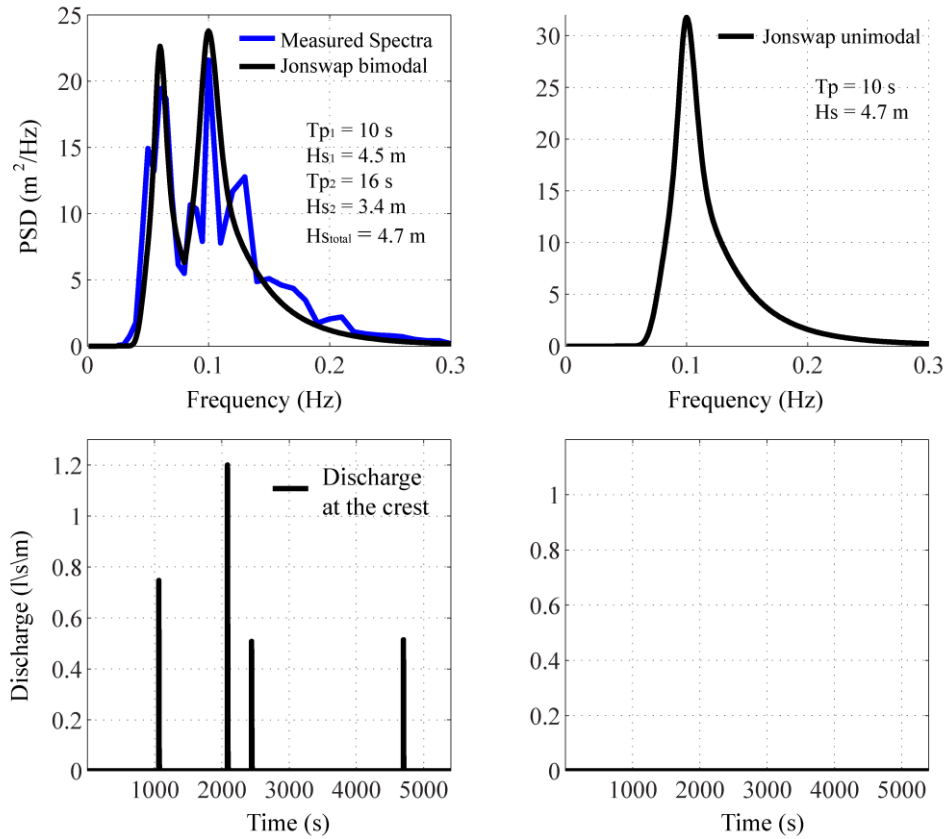 25
20
15
10
5
0
PSD (m 2/Hz)
Measured Spectra
Jonswap bimodal
Tp1 = 10 s
Hs1 = 4.5 m
Tp2 = 16 s
Hs2 = 3.4 m
Hstotal = 4.7 m
0 0.1 0.2 0.3
Frequency (Hz)
30
25
20
15
10
5
0
Jonswap unimodal
Tp = 10 s
Hs = 4.7 m
0 0.1 0.2 0.3
Frequency (Hz)
1.2
1
0.8
0.6
0.4
0.2
0
Discharge (l\s\m)
Discharge
at the crest
1000 2000 3000 4000 5000
Time (s)
1
0.8
0.6
0.4
0.2
0
1000 2000 3000 4000 5000
Time (s)